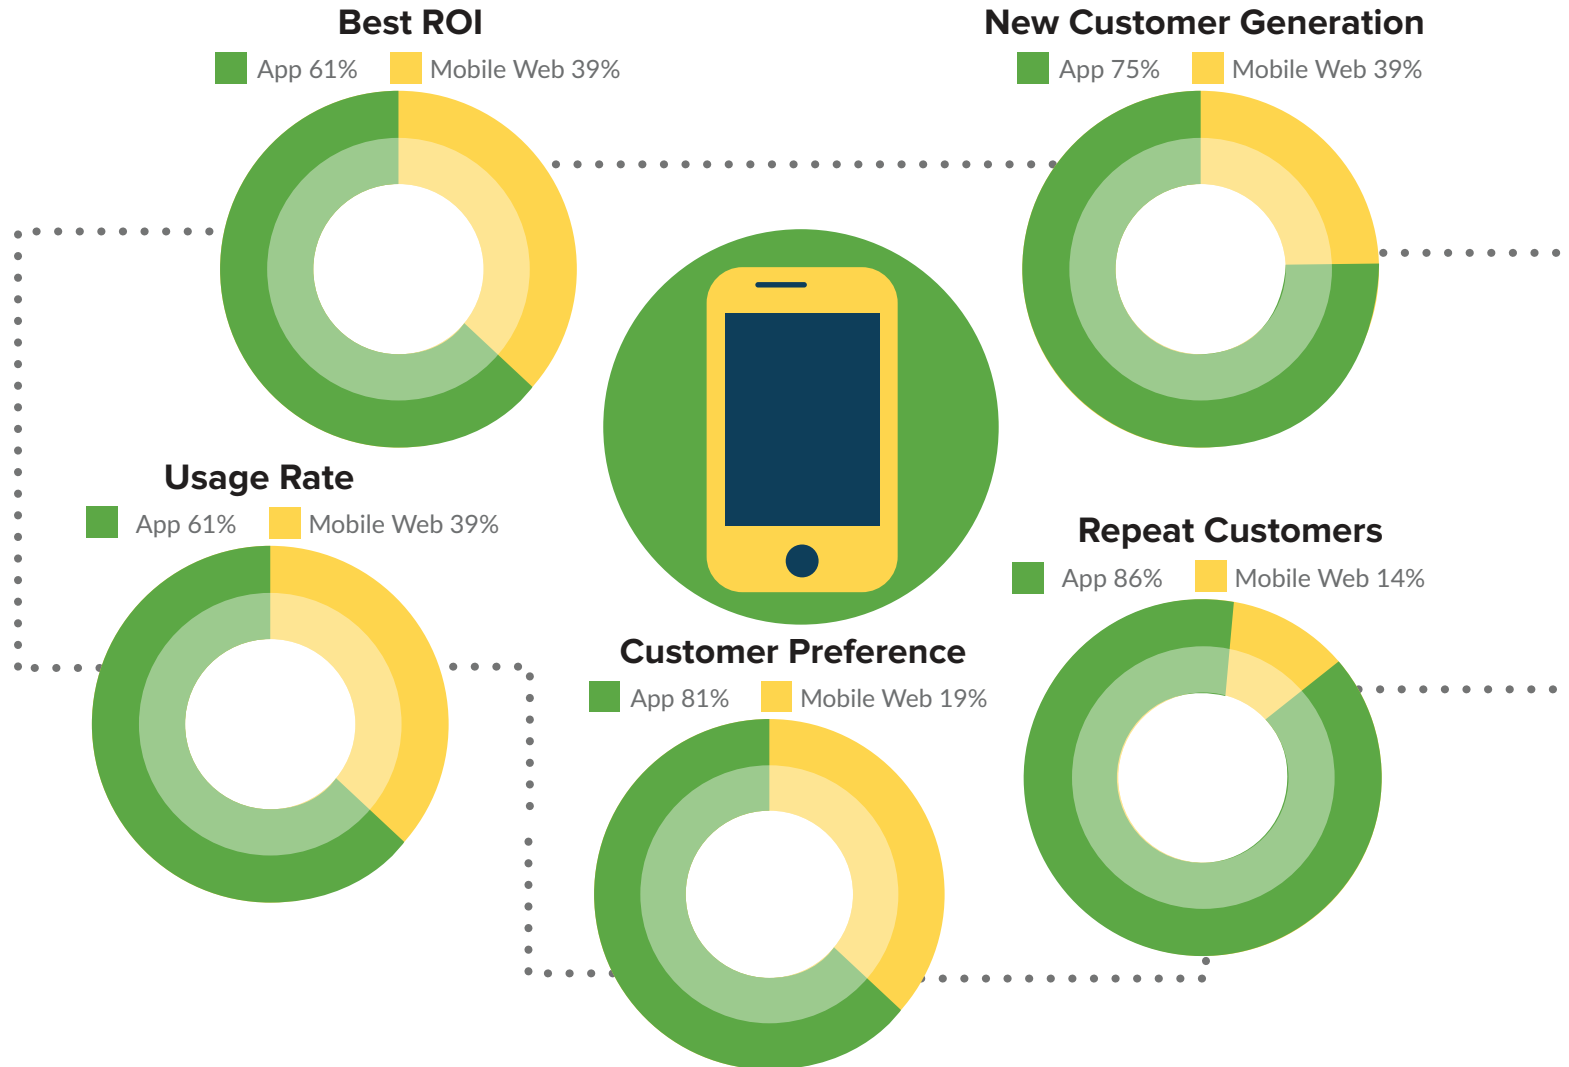 Best ROI
App 61% Mobile Web 39%
New Customer Generation
App 75% Mobile Web 39%
Usage Rate
App 61% Mobile Web 39%
Repeat Customers
App 86% Mobile Web 14%
Customer Preference
App 81% Mobile Web 19%